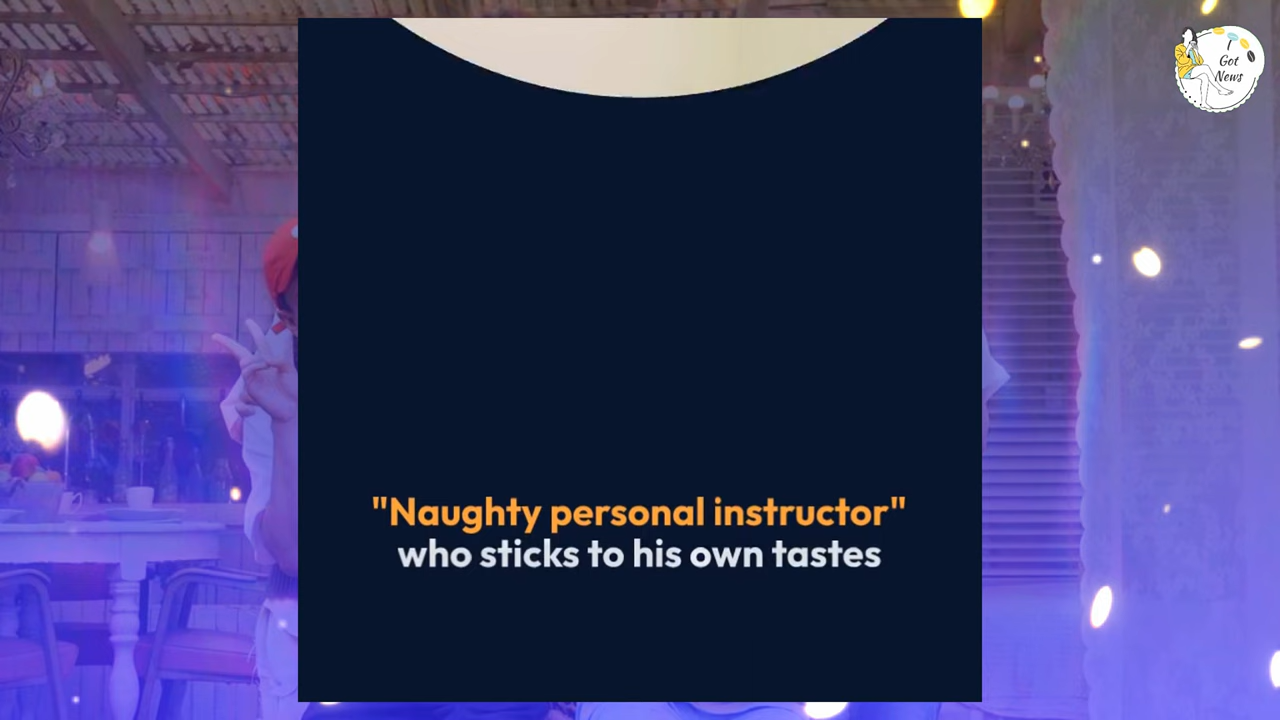 I
Got
News
"Naughty personal instructor"
who sticks to his own tastes